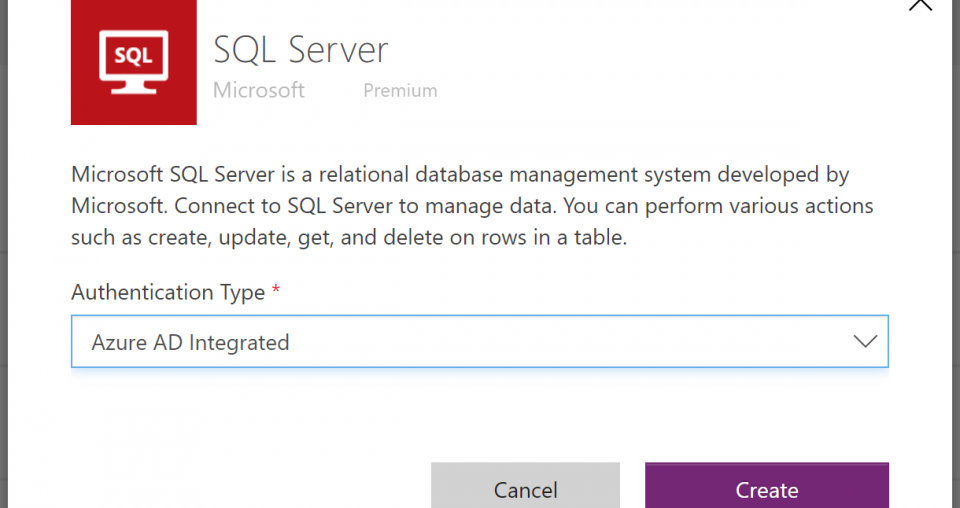 SQL
SQL Server
Microsoft Premium
Microsoft SQL Server is a relational database management system developed by
Microsoft. Connect to SQL Server to manage data. You can perform various actions
such as create, update, get, and delete on rows in a table.
Authentication Type *
Azure AD Integrated
Cancel Create